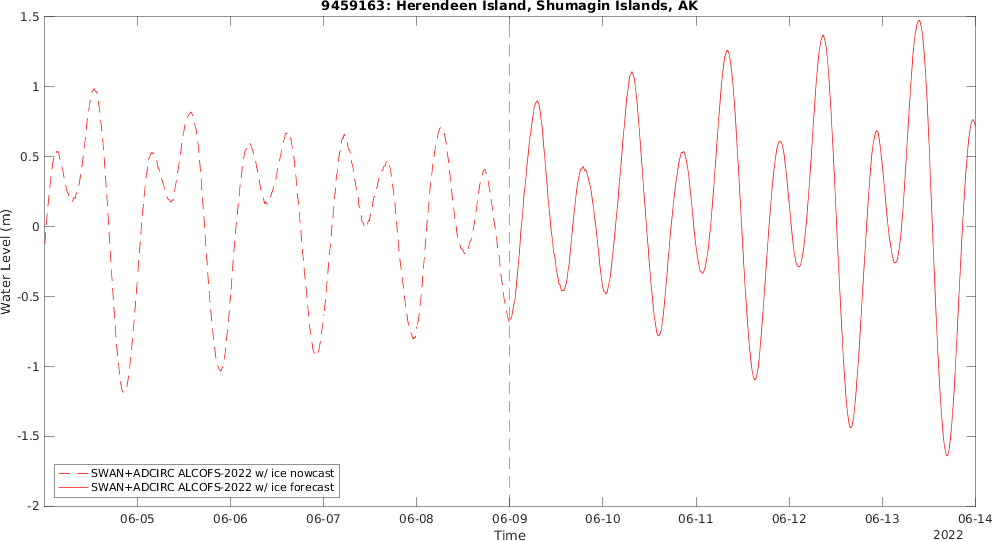 9459163: Herendeen Island, Shumagin Islands, AK
1.5
1
0.5
0
-0.5
-1
-1.5
-2
Water Level (m)
SWAN+ADCIRC ALCOFS-2022 w/ ice nowcast
SWAN+ADCIRC ALCOFS-2022 w/ ice forecast
06-05 06-06 06-07 06-08 06-09 06-10 06-11 06-12 06-13 06-14
Time
2022